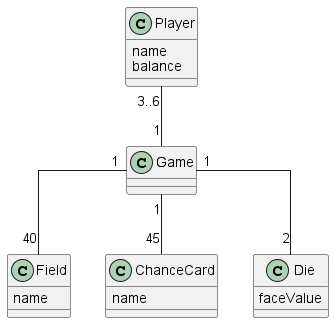 C Player
name
balance
3..6
1
C Game
1
1
1
40
45
2
C Field
name
C ChanceCard
name
C Die
faceValue